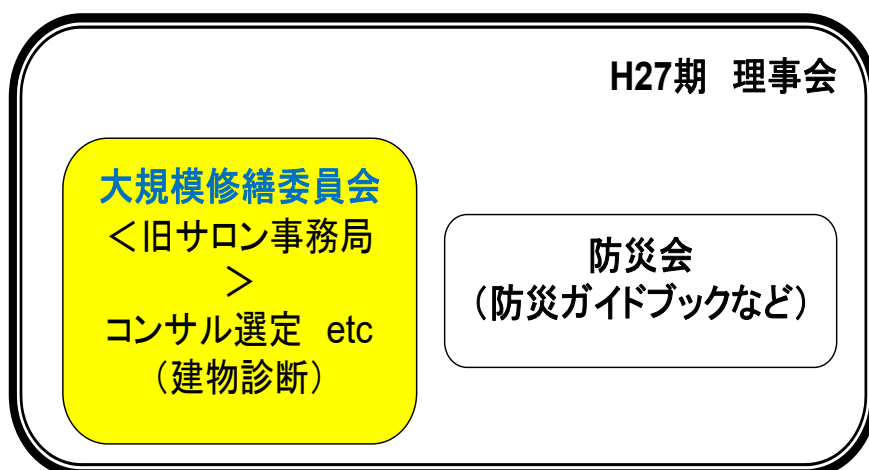 H27期　理事会
大規模修繕委員会
＜旧サロン事務局
＞
コンサル選定　etc
（建物診断）
防災会
（防災ガイドブックなど）